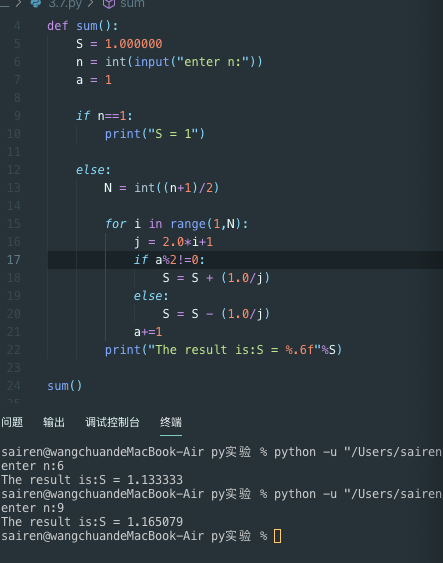 3.7.py > sum
4 def sum():
5 S = 1.000000
6 n = int(input("enter n:"))
7 a = 1
8
9 if n==1:
10 print("S = 1")
11
12 else:
13 N = int((n+1)/2)
14
15 for i in range(1,N):
16 j = 2.0*i+1
17 if a%2!=0:
18 S = S + (1.0/j)
19 else:
20 S = S - (1.0/j)
21 a+=1
22 print("The result is:S = %.6f"%S)
23
24 sum()
25
问题 输出 调试控制台 终端
sairen@wangchuandeMacBook-Air py实验 % python -u "/Users/sairen
enter n:6
The result is:S = 1.133333
sairen@wangchuandeMacBook-Air py实验 % python -u "/Users/sairen
enter n:9
The result is:S = 1.165079
sairen@wangchuandeMacBook-Air py实验 %